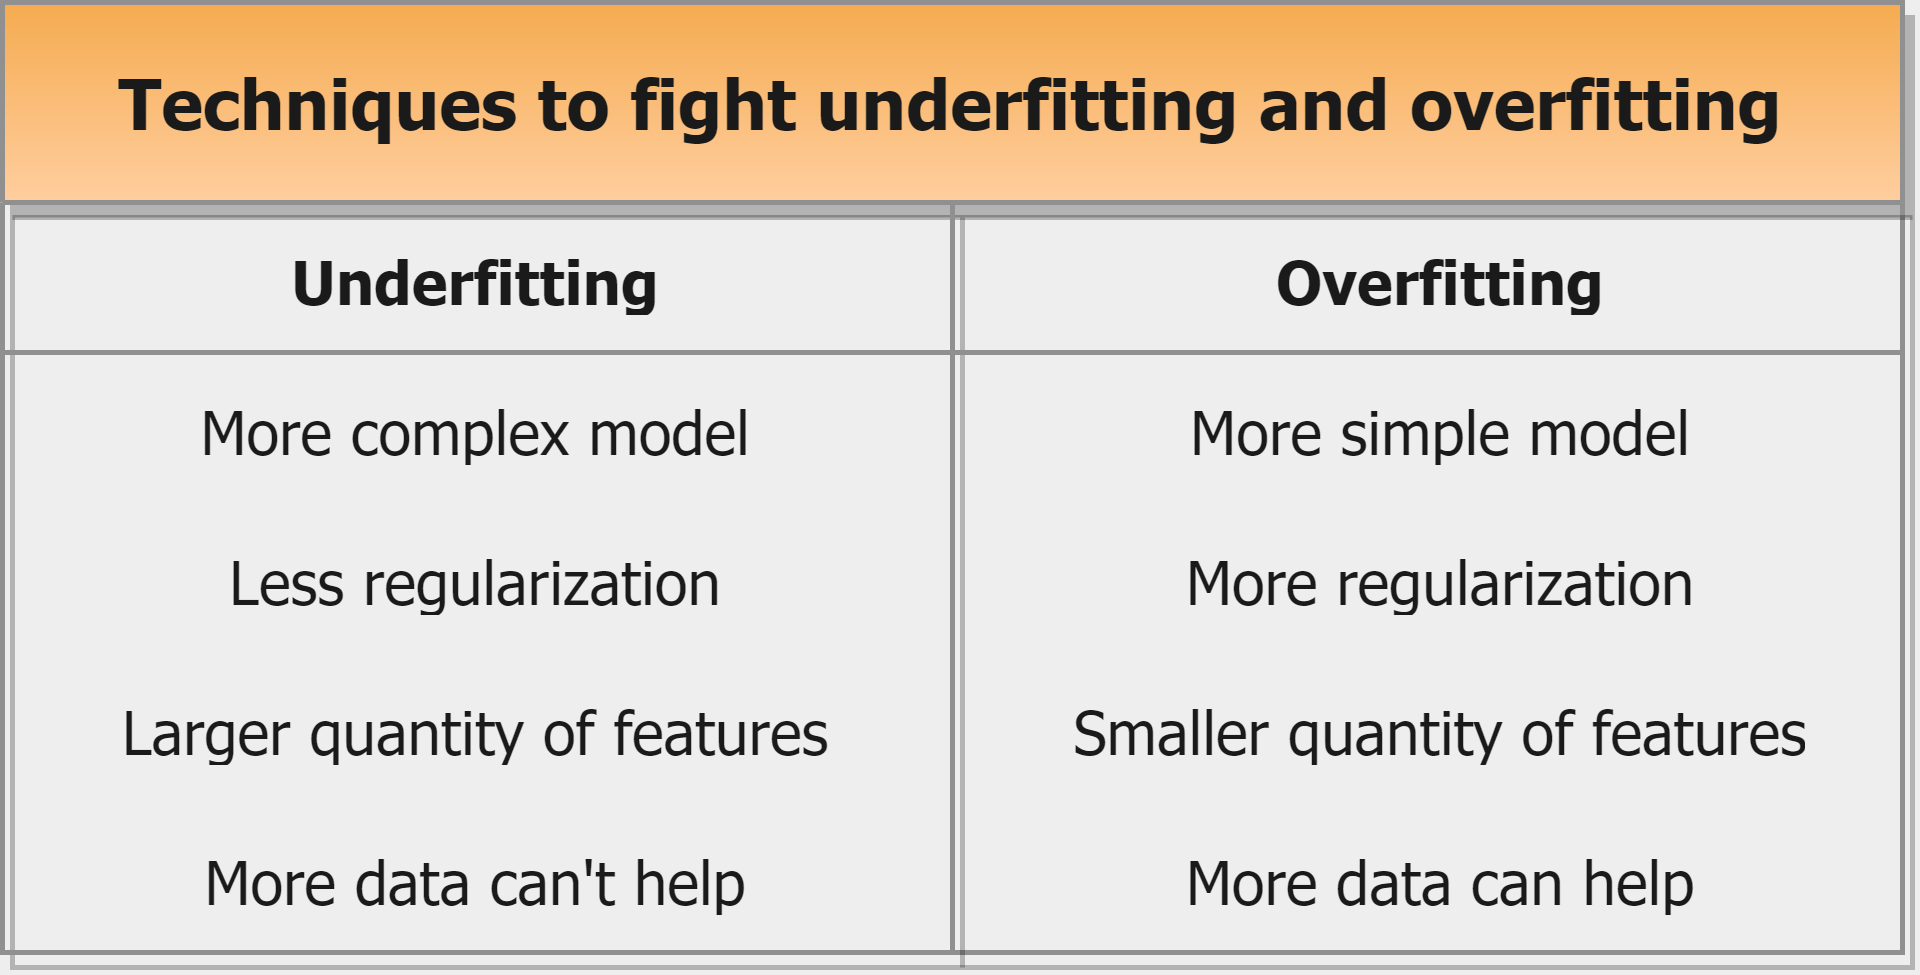 Techniques to fight underfitting and overfitting
Underfitting
Overfitting
More complex model
More simple model
Less regularization
More regularization
Larger quantity of features
Smaller quantity of features
More data can't help
More data can help